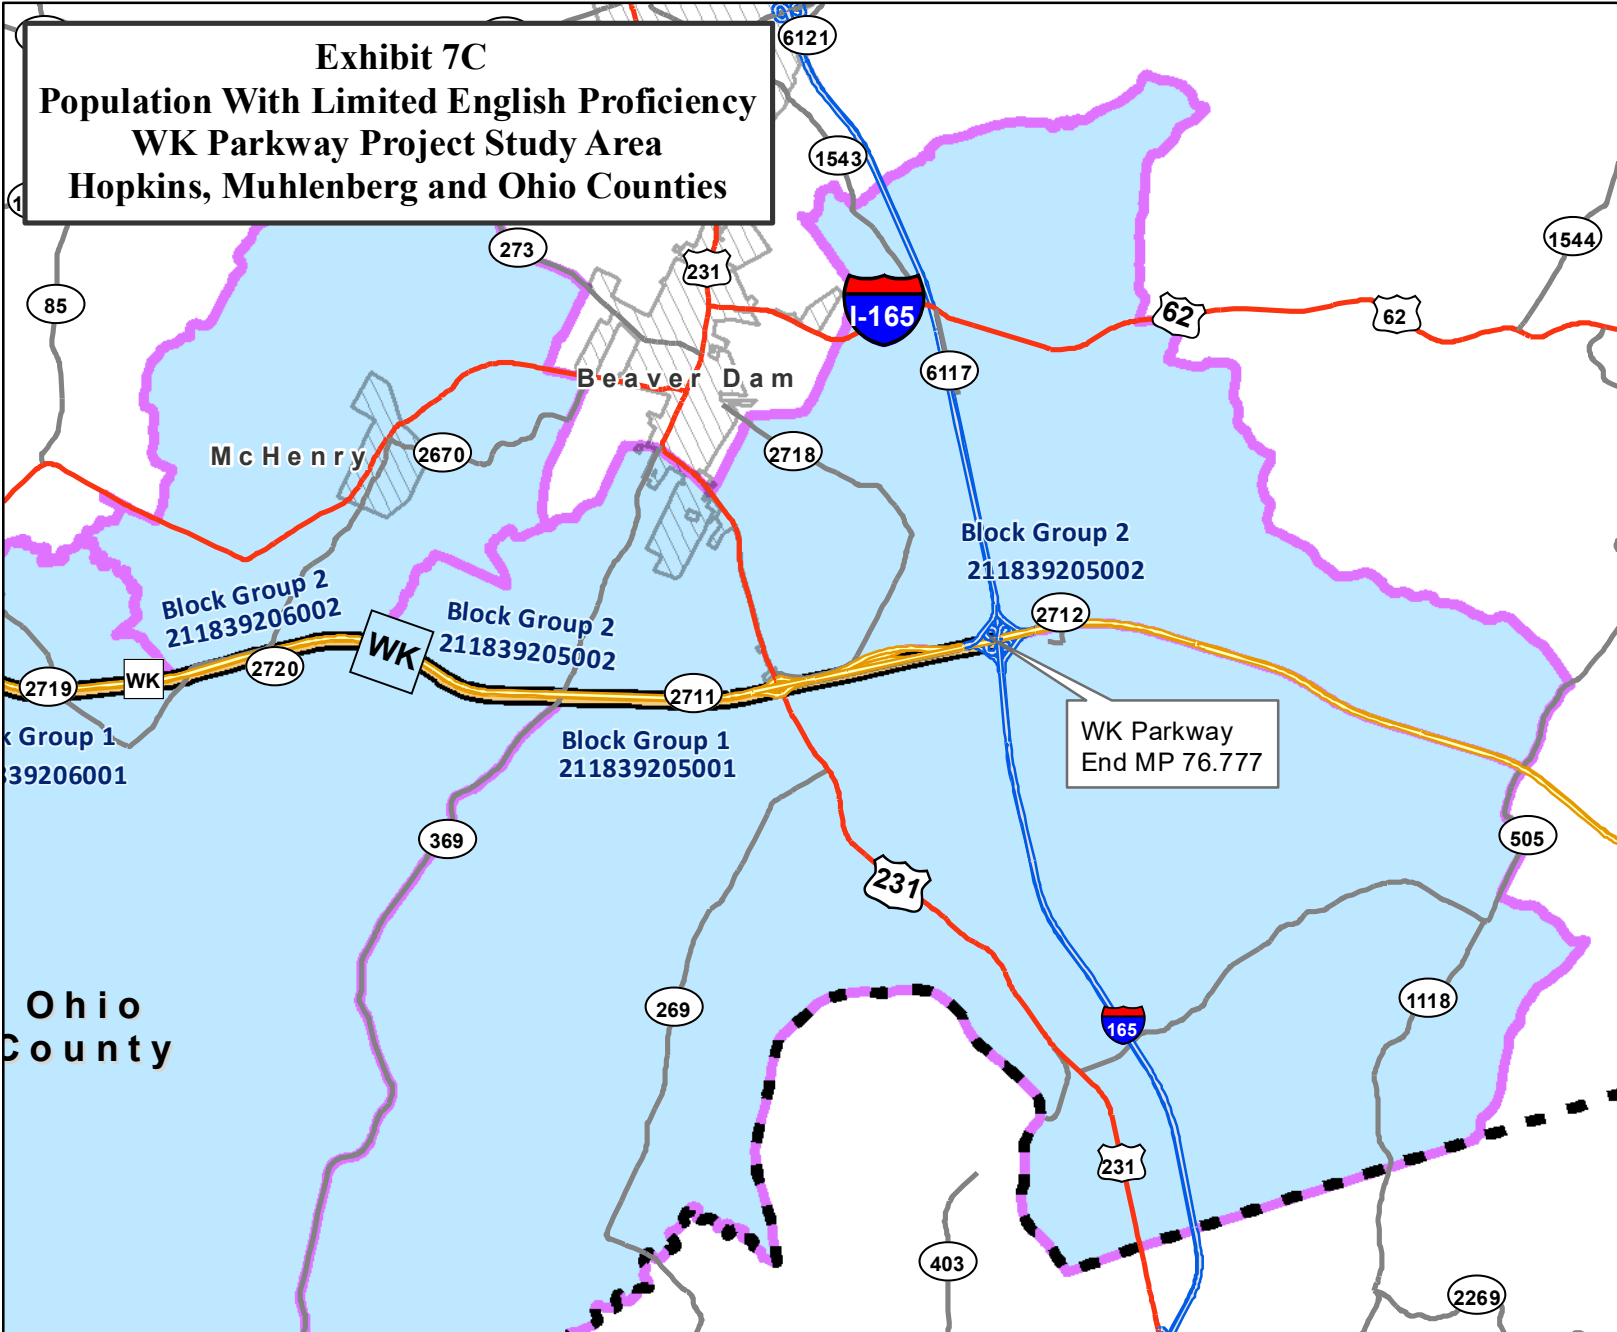 Exhibit 7C
Population With Limited English Proficiency
WK Parkway Project Study Area
Hopkins, Muhlenberg and Ohio Counties
6121
1543
1544
273
231
85
I-165
62
62
6117
Beaver Dam
McHenry
2670
2718
Block Group 2
211839205002
Block Group 2
211839206002
Block Group 2
211839205002
2712
WK
2720
WK
2719
2711
k Group 1
839206001
Block Group 1
211839205001
WK Parkway
End MP 76.777
369
505
231
Ohio
County
269
1118
165
231
403
2269